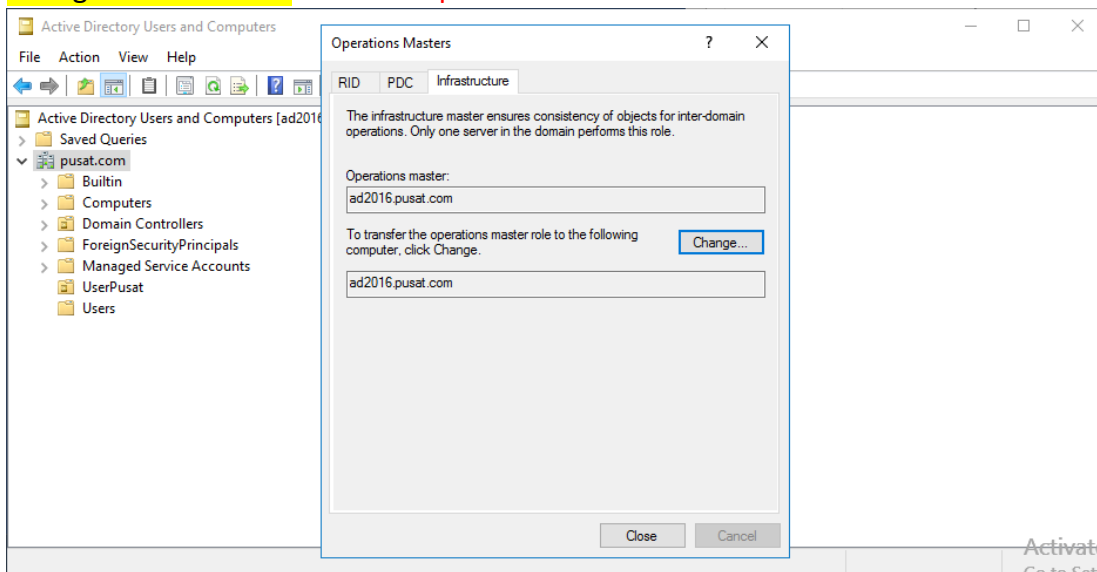 Active Directory Users and Computers
File Action View Help
Active Directory Users and Computers [ad2016
Saved Queries
pusat.com
Builtin
Computers
Domain Controllers
ForeignSecurityPrincipals
Managed Service Accounts
UserPusat
Users
Operations Masters
RID PDC Infrastructure
The infrastructure master ensures consistency of objects for inter-domain
operations. Only one server in the domain performs this role.
Operations master:
ad2016.pusat.com
To transfer the operations master role to the following
computer, click Change.
Change...
ad2016.pusat.com
Close Cancel
Activat